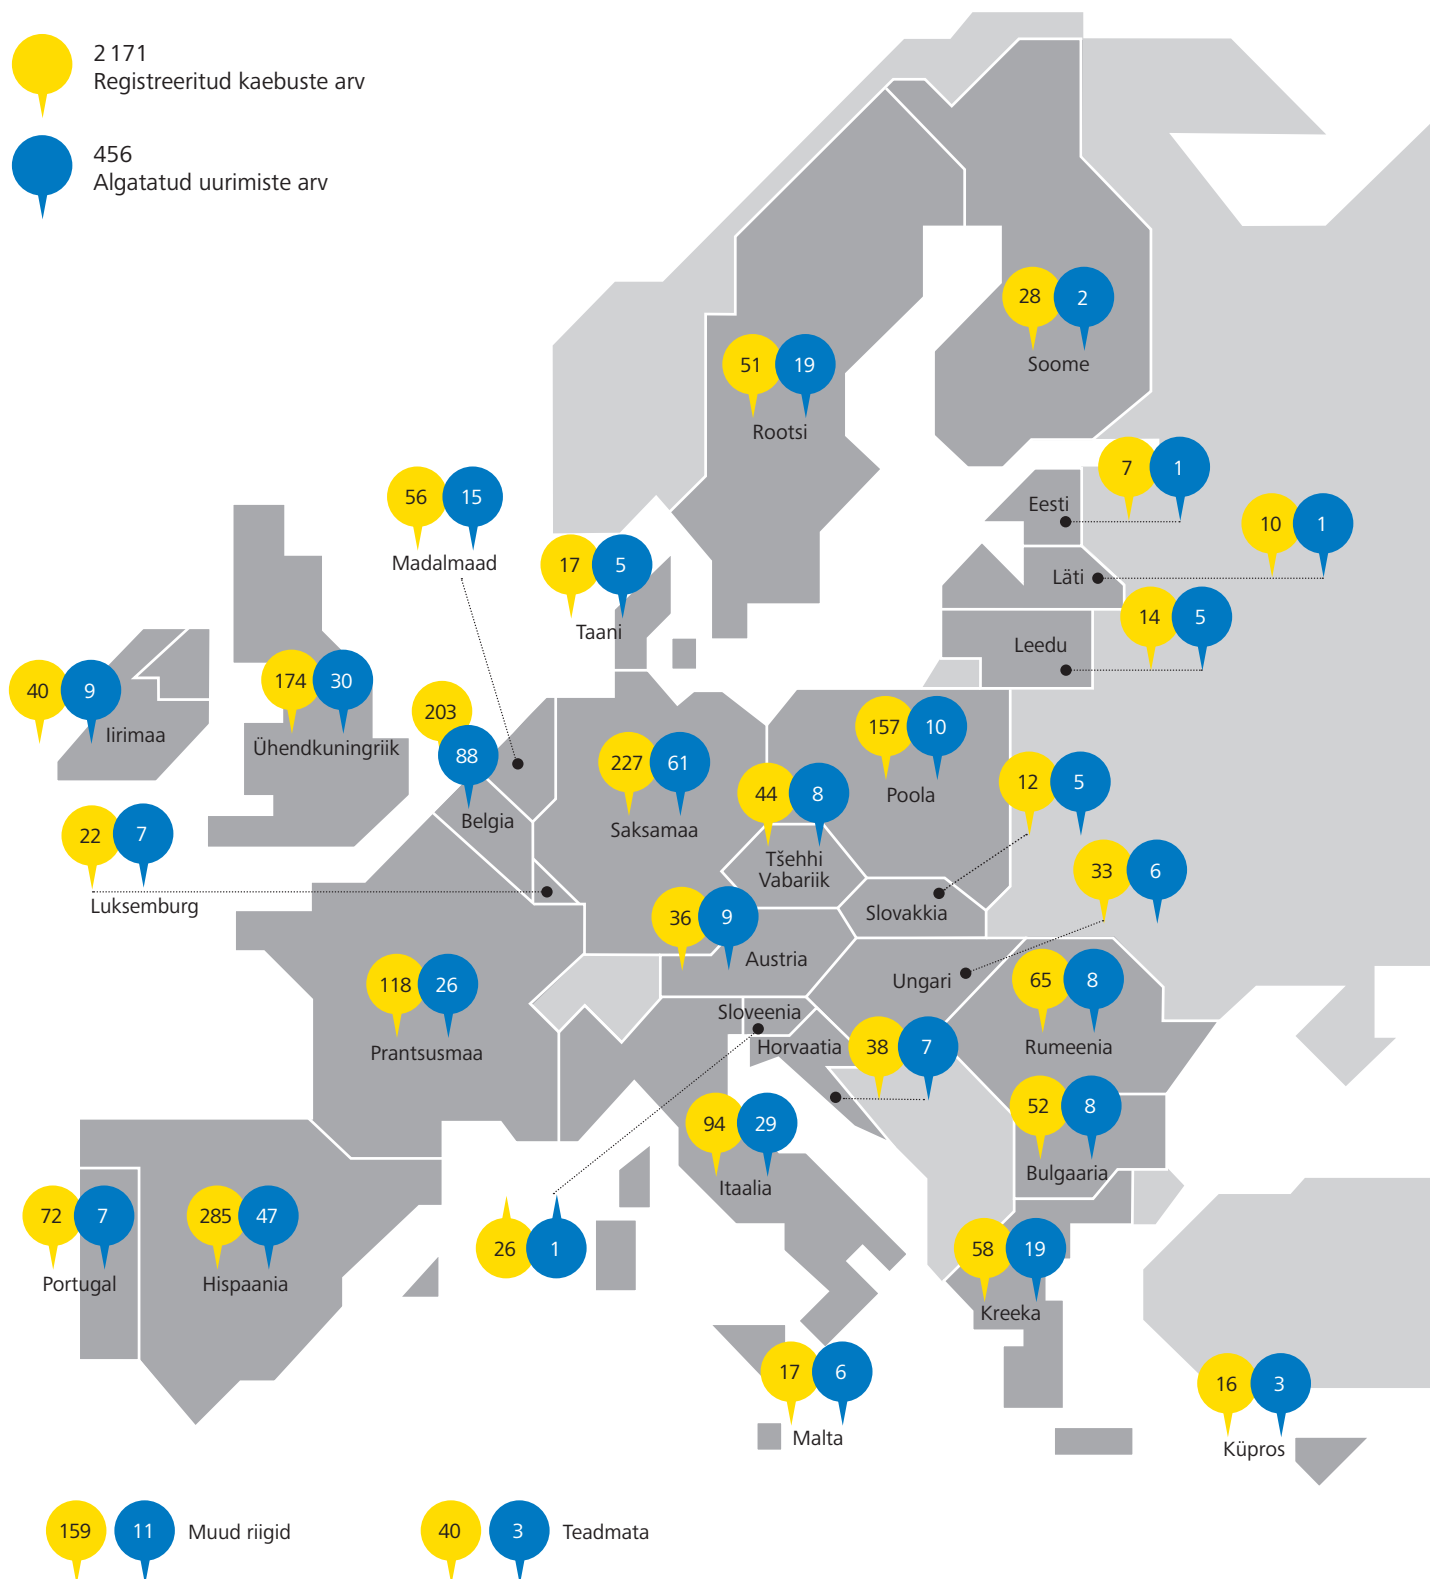 2 171
Registreeritud kaebuste arv
456
Algatatud uurimiste arv
28
2
Soome
51
19
Rootsi
7
1
Eesti
56
15
Madalmaad
10
1
Läti
17
5
Taani
14
5
Leedu
40
9
Iirimaa
174
30
Ühendkuningriik
203
88
Belgia
227
61
Saksamaa
157
10
Poola
44
8
Tšehhi
Vabariik
12
5
Slovakkia
22
7
Luksemburg
33
6
Ungari
36
9
Austria
118
26
Prantsusmaa
65
8
Rumeenia
Sloveenia
26
1
Horvaatia
38
7
52
8
Bulgaaria
94
29
Itaalia
72
7
Portugal
285
47
Hispaania
58
19
Kreeka
17
6
Malta
16
3
Küpros
159
11
Muud riigid
40
3
Teadmata